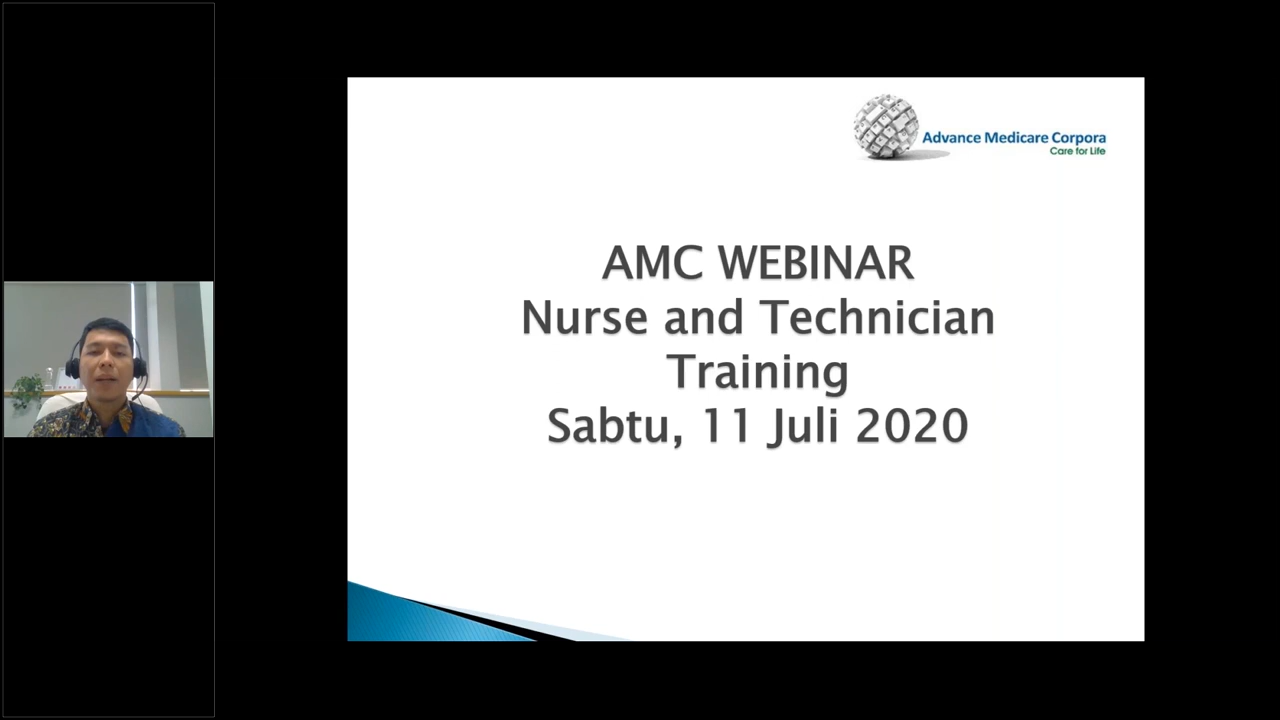 Advance Medicare Corpora
Care for Life
AMC WEBINAR
Nurse and Technician
Training
Sabtu, 11 Juli 2020